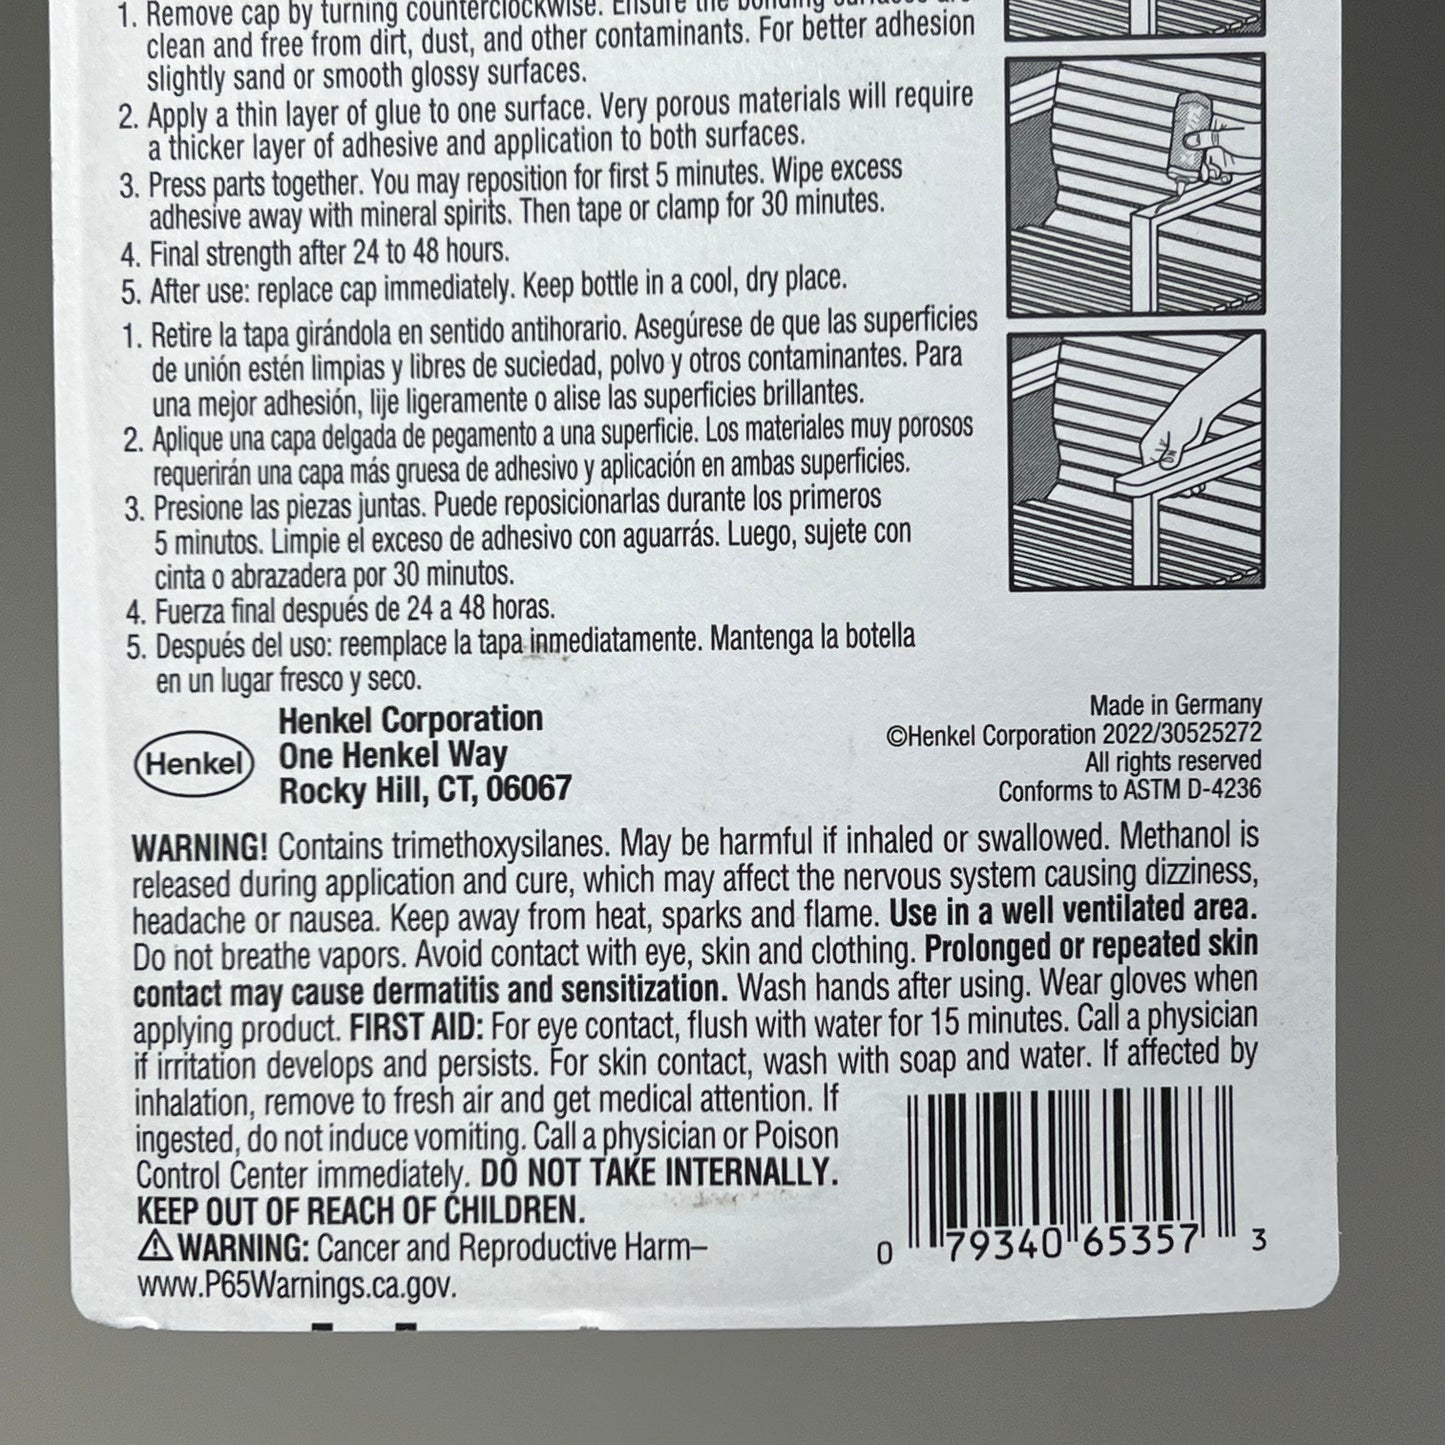 1. Remove cap by turning counterclockwise. Ensure the bonding surfaces are
clean and free from dirt, dust, and other contaminants. For better adhesion
slightly sand or smooth glossy surfaces.
2. Apply a thin layer of glue to one surface. Very porous materials will require
a thicker layer of adhesive and application to both surfaces.
3. Press parts together. You may reposition for first 5 minutes. Wipe excess
adhesive away with mineral spirits. Then tape or clamp for 30 minutes.
4. Final strength after 24 to 48 hours.
5. After use: replace cap immediately. Keep bottle in a cool, dry place.
1. Retire la tapa girándola en sentido antihorario. Asegúrese de que las superficies
de unión estén limpias y libres de suciedad, polvo y otros contaminantes. Para
una mejor adhesión, lije ligeramente o alise las superficies brillantes.
2. Aplique una capa delgada de pegamento a una superficie. Los materiales muy porosos
requerirán una capa más gruesa de adhesivo y aplicación en ambas superficies.
3. Presione las piezas juntas. Puede reposicionarlas durante los primeros
5 minutos. Limpie el exceso de adhesivo con aguarrás. Luego, sujete con
cinta o abrazadera por 30 minutos.
4. Fuerza final después de 24 a 48 horas.
5. Después del uso: reemplace la tapa inmediatamente. Mantenga la botella
en un lugar fresco y seco.
Henkel
Henkel Corporation
One Henkel Way
Rocky Hill, CT, 06067
Made in Germany
©Henkel Corporation 2022/30525272
All rights reserved
Conforms to ASTM D-4236
WARNING! Contains trimethoxysilanes. May be harmful if inhaled or swallowed. Methanol is
released during application and cure, which may affect the nervous system causing dizziness,
headache or nausea. Keep away from heat, sparks and flame. Use in a well ventilated area.
Do not breathe vapors. Avoid contact with eye, skin and clothing. Prolonged or repeated skin
contact may cause dermatitis and sensitization. Wash hands after using. Wear gloves when
applying product. FIRST AID: For eye contact, flush with water for 15 minutes. Call a physician
if irritation develops and persists. For skin contact, wash with soap and water. If affected by
inhalation, remove to fresh air and get medical attention. If
ingested, do not induce vomiting. Call a physician or Poison
Control Center immediately. DO NOT TAKE INTERNALLY.
KEEP OUT OF REACH OF CHILDREN.
⚠ WARNING: Cancer and Reproductive Harm–
www.P65Warnings.ca.gov.
0 79340 65357 3